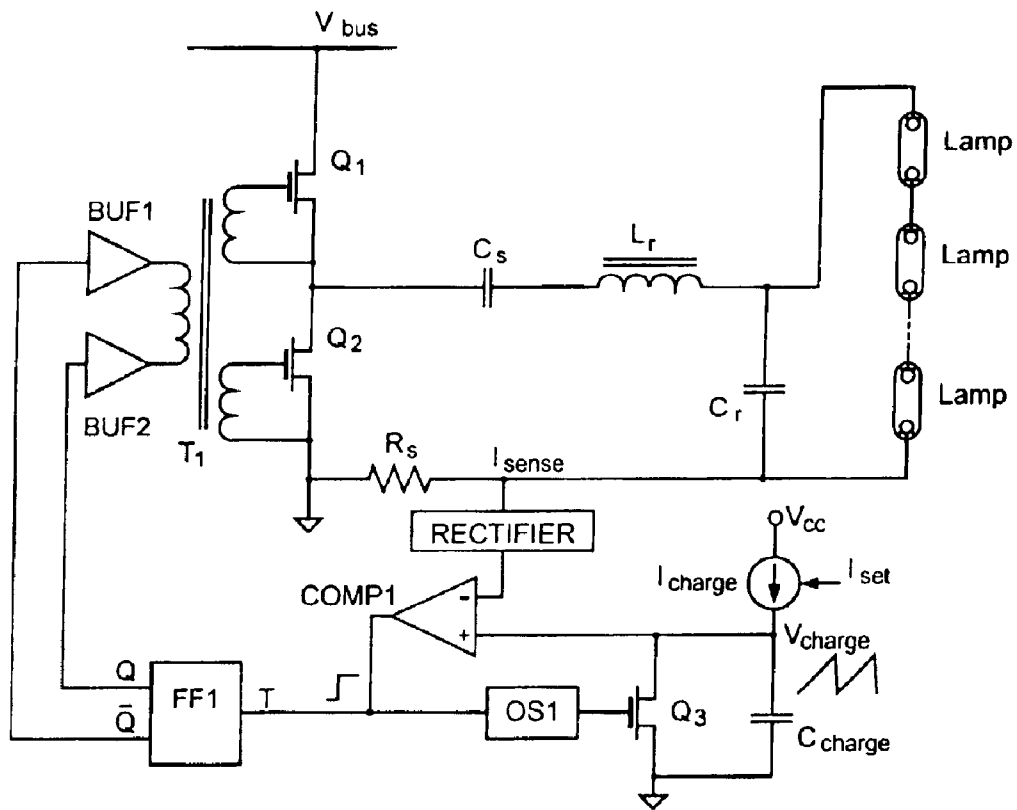 V bus
Q1
BUF1
Cs
Lr
Lamp
Lamp
Q2
BUF2
T1
Cr
Lamp
Rs
Isense
RECTIFIER
Vcc
Icharge
Iset
COMP1
-
+
Vcharge
Q
FF1
T
Q̄
OS1
Q3
Ccharge